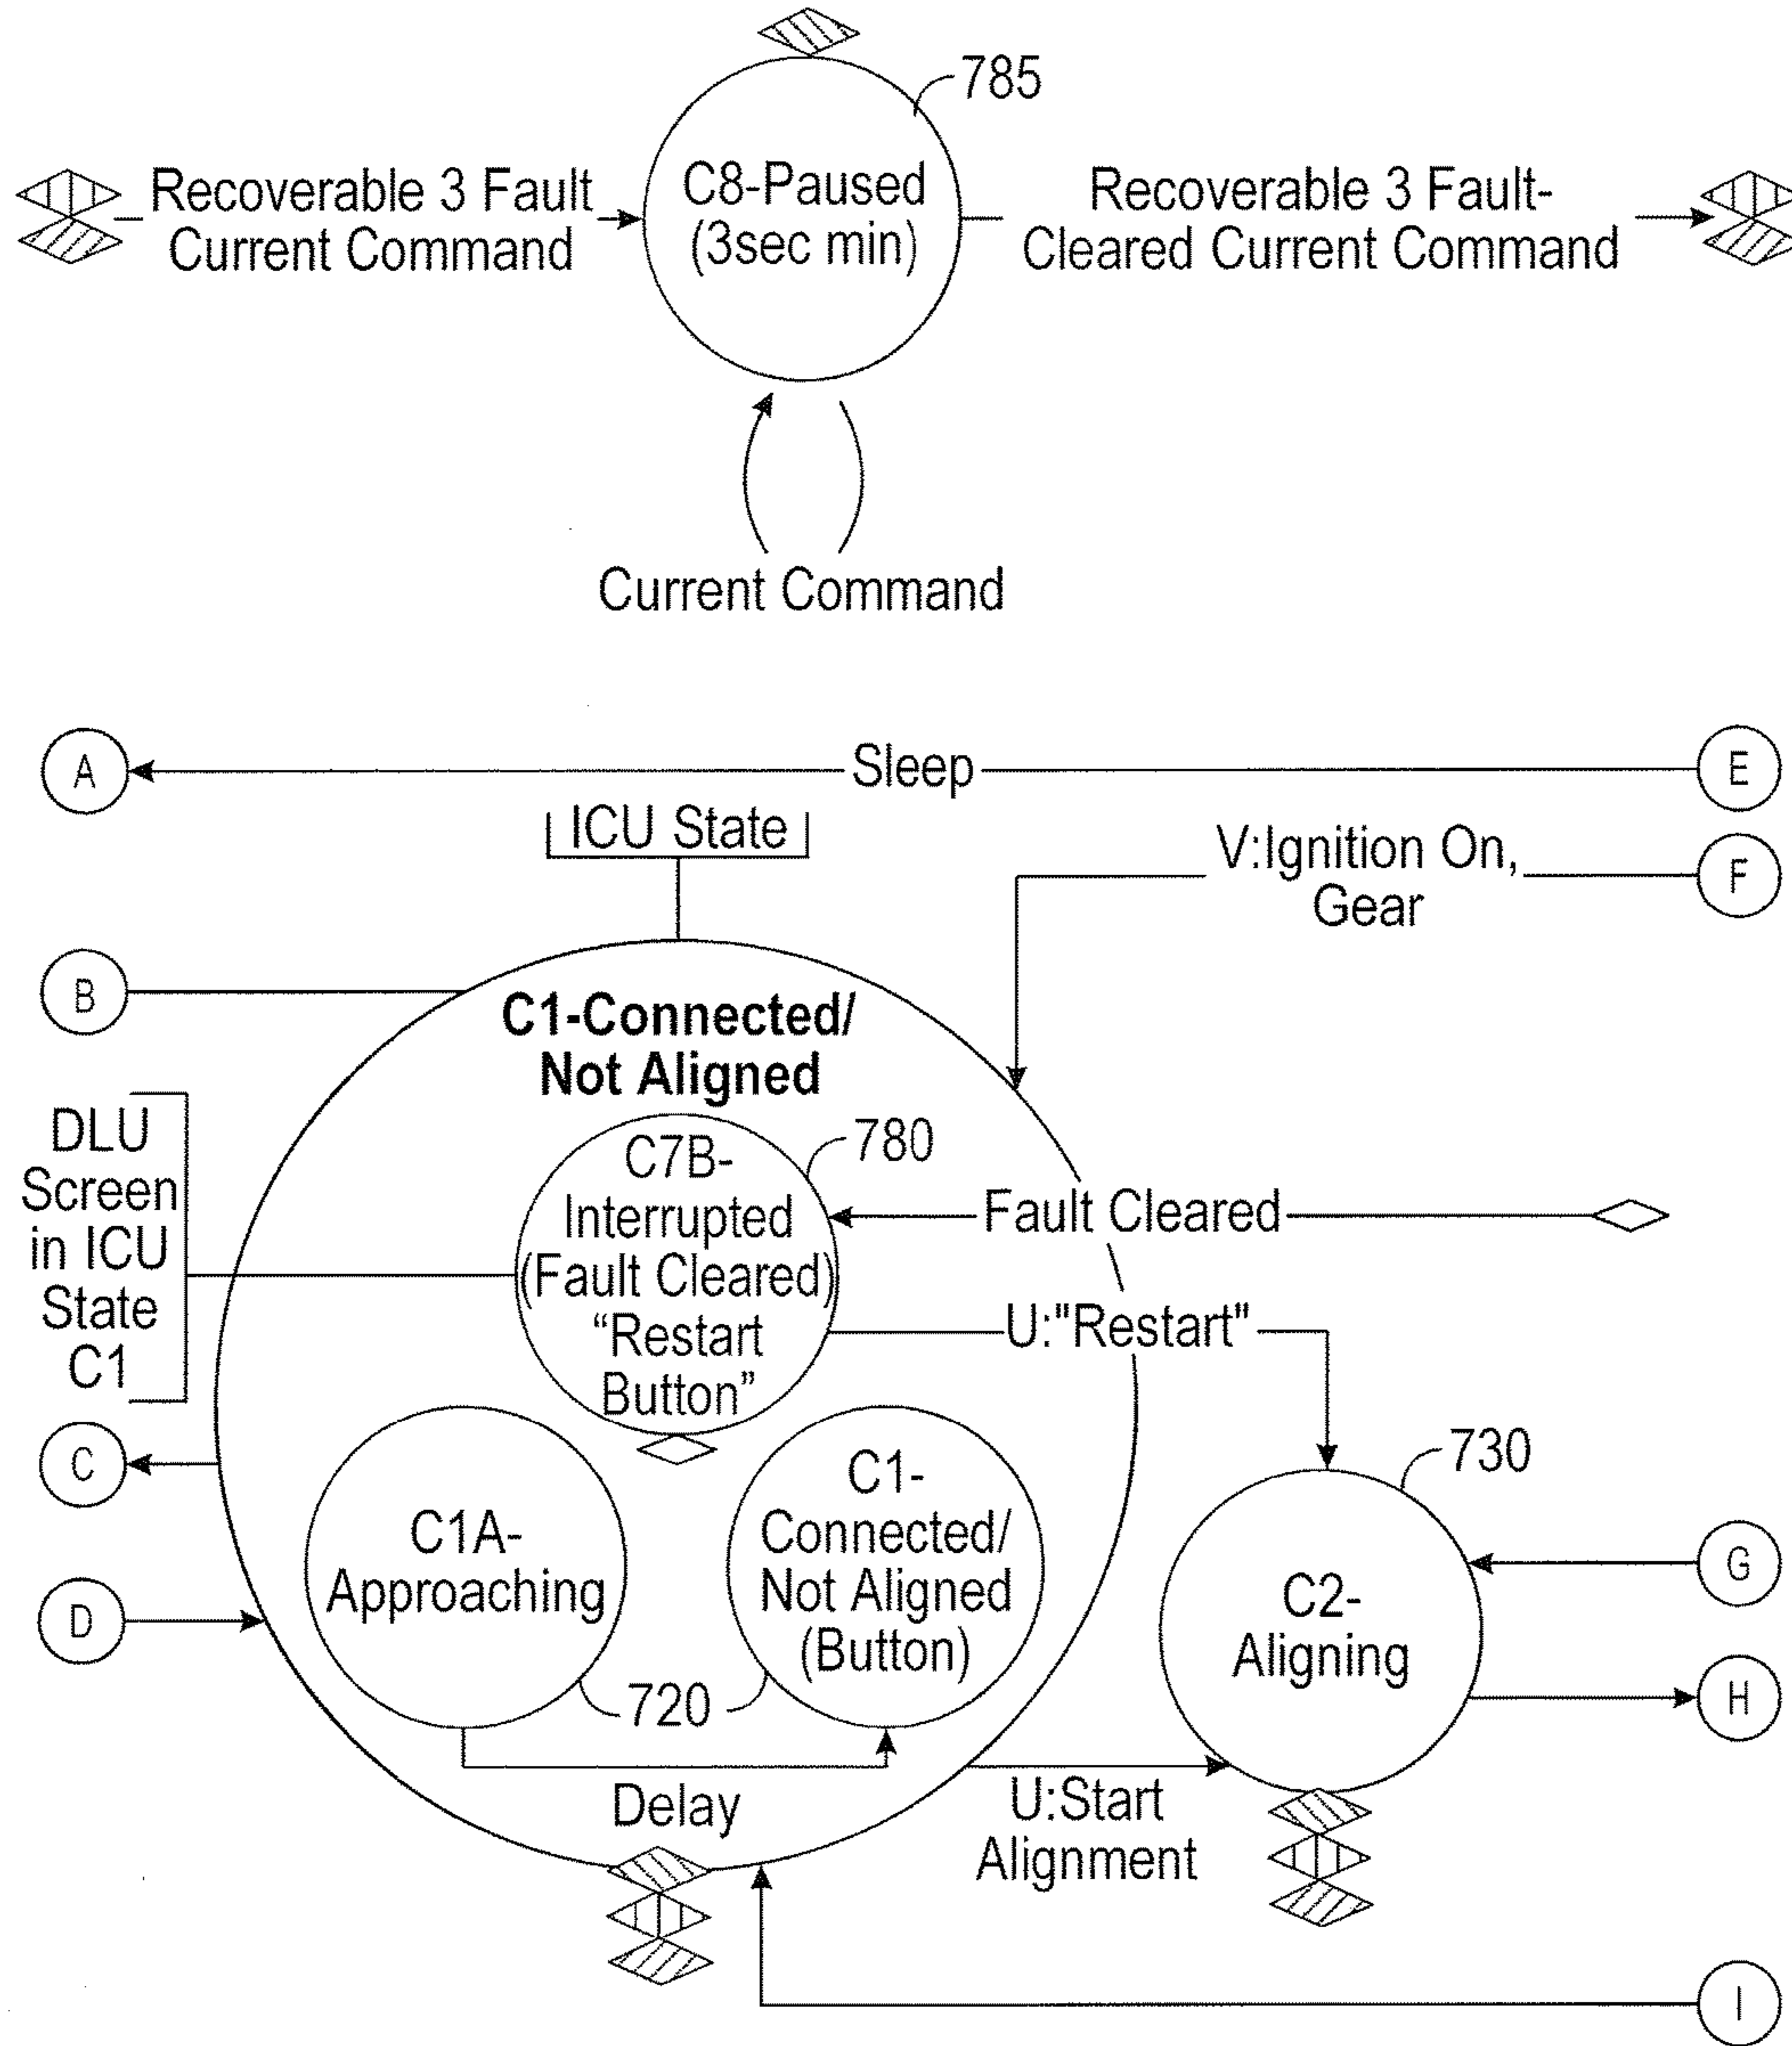 785
Recoverable 3 Fault
Current Command
C8-Paused
(3sec min)
Recoverable 3 Fault-
Cleared Current Command
Current Command
A
Sleep
E
ICU State
V:Ignition On,
Gear
F
B
C1-Connected/
Not Aligned
DLU
Screen
in ICU
State
C1
C7B-
Interrupted
(Fault Cleared)
“Restart
Button”
780
Fault Cleared
U:"Restart"
730
C
C1A-
Approaching
C1-
Connected/
Not Aligned
(Button)
720
C2-
Aligning
G
D
H
Delay
U:Start
Alignment
I